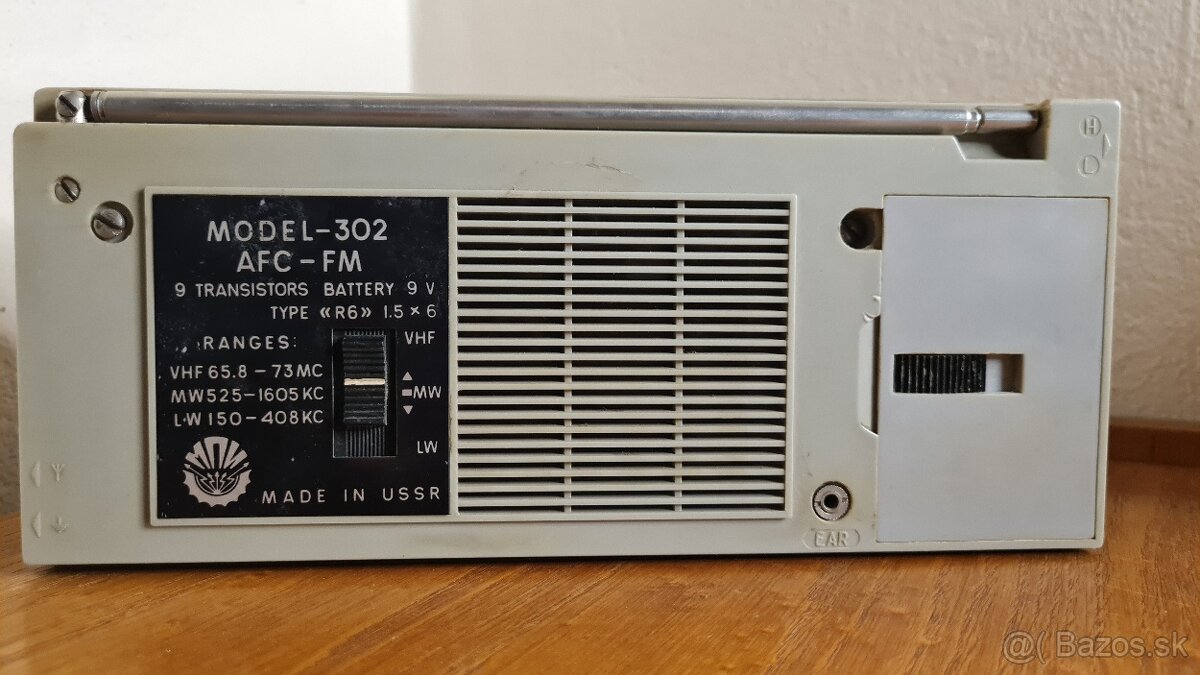 MODEL-302
AFC-FM
9 TRANSISTORS BATTERY 9 V
TYPE «R6» 1.5 × 6
RANGES:
VHF
VHF 65.8 - 73 MC
MW 525-1605 KC
MW
LW 150-408 KC
LW
MADE IN USSR
EAR
H
L
@( Bazos.sk